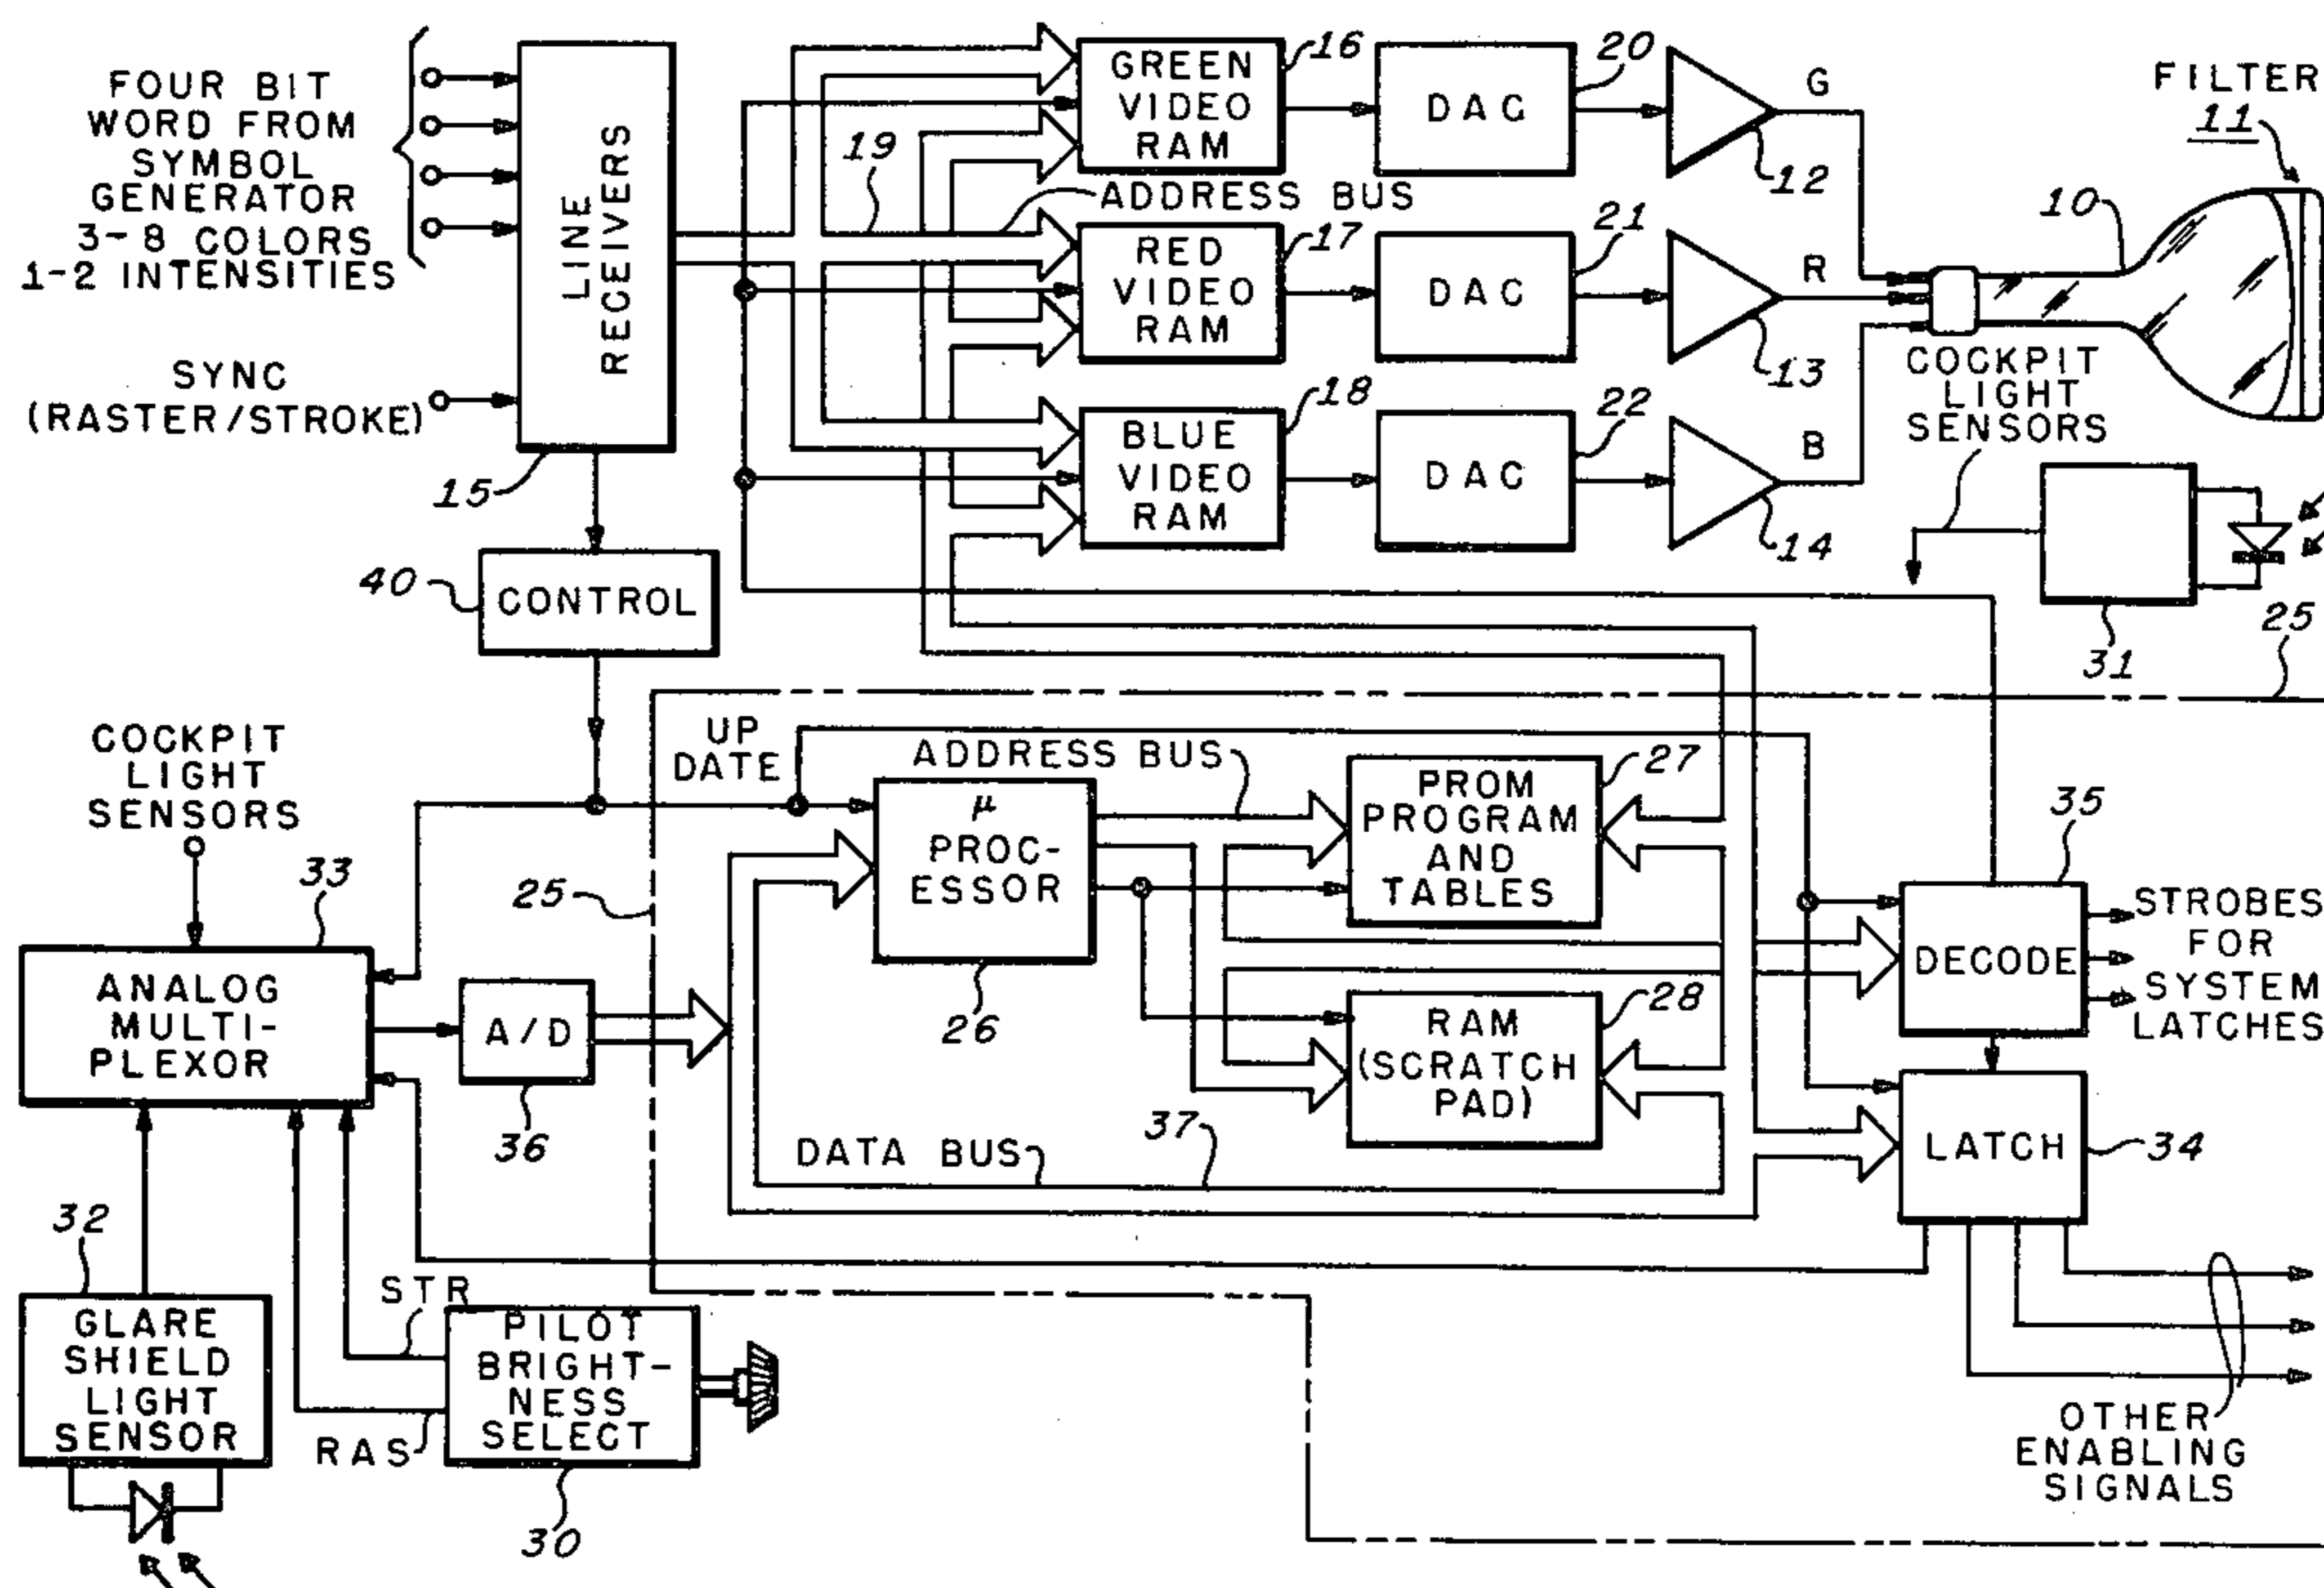 FOUR BIT
WORD FROM
SYMBOL
GENERATOR
3-8 COLORS
1-2 INTENSITIES
SYNC
(RASTER/STROKE)
LINE
RECEIVERS
15
19
ADDRESS BUS
GREEN
VIDEO
RAM
16
RED
VIDEO
RAM
17
BLUE
VIDEO
RAM
18
DAC
20
DAC
21
DAC
22
G
12
R
13
B
14
FILTER
11
10
COCKPIT
LIGHT
SENSORS
31
25
40
CONTROL
UP
DATE
ADDRESS BUS
COCKPIT
LIGHT
SENSORS
33
ANALOG
MULTI-
PLEXOR
25
A/D
36
μ
PROC-
ESSOR
26
PROM
PROGRAM
AND
TABLES
27
RAM
(SCRATCH
PAD)
28
DATA BUS
37
35
DECODE
STROBES
FOR
SYSTEM
LATCHES
LATCH
34
32
GLARE
SHIELD
LIGHT
SENSOR
STR
RAS
PILOT
BRIGHT-
NESS
SELECT
30
OTHER
ENABLING
SIGNALS